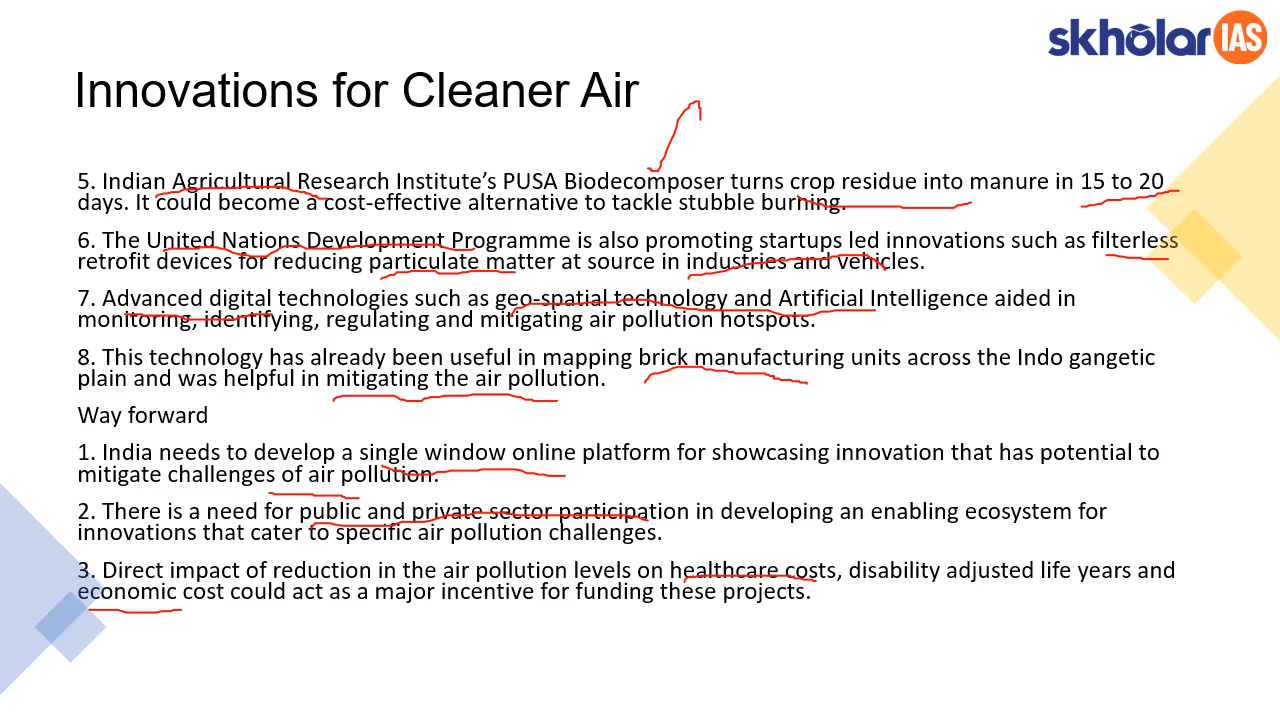 skholar IAS
Innovations for Cleaner Air
5. Indian Agricultural Research Institute's PUSA Biodecomposer turns crop residue into manure in 15 to 20
days. It could become a cost-effective alternative to tackle stubble burning.
6. The United Nations Development Programme is also promoting startups led innovations such as filterless
retrofit devices for reducing particulate matter at source in industries and vehicles.
7. Advanced digital technologies such as geo-spatial technology and Artificial Intelligence aided in
monitoring, identifying, regulating and mitigating air pollution hotspots.
8. This technology has already been useful in mapping brick manufacturing units across the Indo gangetic
plain and was helpful in mitigating the air pollution.
Way forward
1. India needs to develop a single window online platform for showcasing innovation that has potential to
mitigate challenges of air pollution.
2. There is a need for public and private sector participation in developing an enabling ecosystem for
innovations that cater to specific air pollution challenges.
3. Direct impact of reduction in the air pollution levels on healthcare costs, disability adjusted life years and
economic cost could act as a major incentive for funding these projects.